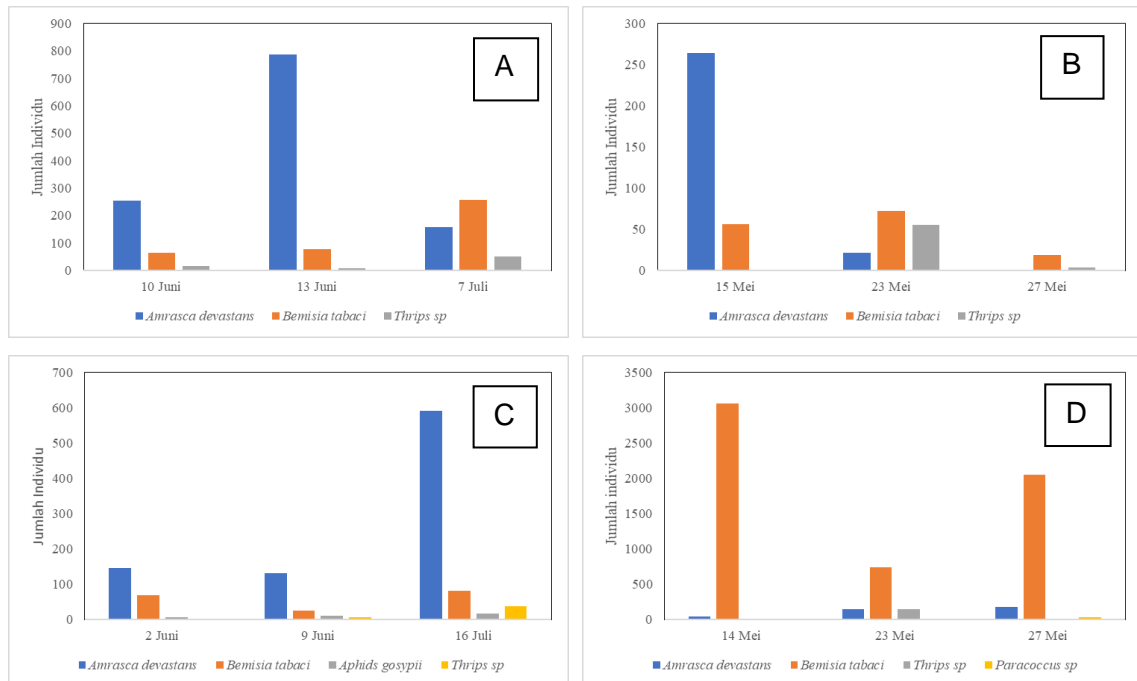 A
Jumlah Individu
900
800
700
600
500
400
300
200
100
0
10 Juni 13 Juni 7 Juli
Amrasca devastans Bemisia tabaci Thrips sp
B
Jumlah Individu
300
250
200
150
100
50
0
15 Mei 23 Mei 27 Mei
Amrasca devastans Bemisia tabaci Thrips sp
C
Jumlah Individu
700
600
500
400
300
200
100
0
2 Juni 9 Juni 16 Juli
Amrasca devastans Bemisia tabaci Aphids gosypii Thrips sp
D
Jumlah individu
3500
3000
2500
2000
1500
1000
500
0
14 Mei 23 Mei 27 Mei
Amrasca devastans Bemisia tabaci Thrips sp Paracoccus sp